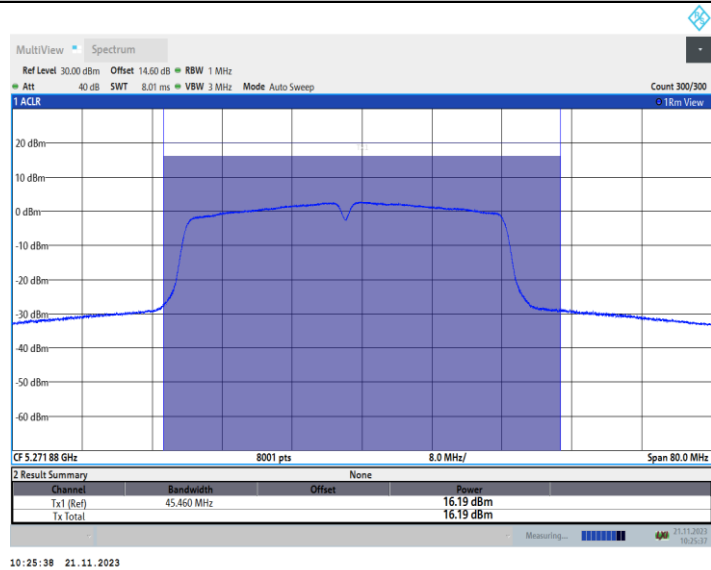 MultiView Spectrum
Ref Level 30.00 dBm Offset 14.60 dB RBW 1 MHz
Att 40 dB SWT 8.01 ms VBW 3 MHz Mode Auto Sweep Count 300/300
1 ACLR 1Rm View
20 dBm
10 dBm
0 dBm
-10 dBm
-20 dBm
-30 dBm
-40 dBm
-50 dBm
-60 dBm
CF 5.271 88 GHz 8001 pts 8.0 MHz/ Span 80.0 MHz
2 Result Summary None
Channel Bandwidth Offset Power
Tx1 (Ref) 45.460 MHz 16.19 dBm
Tx Total 16.19 dBm
Measuring... 21.11.2023
10:25:37
10:25:38 21.11.2023